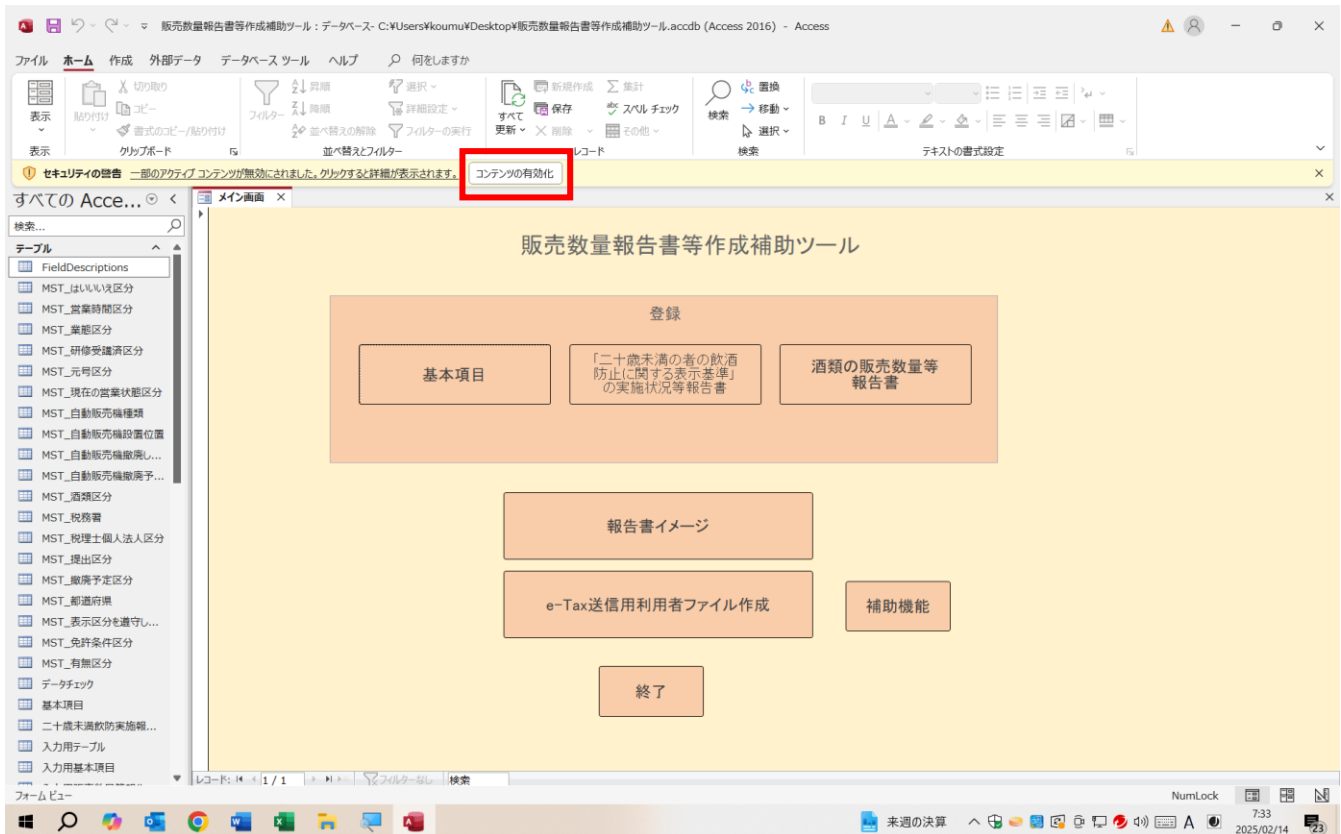 販売数量報告書等作成補助ツール : データベース- C:¥Users¥koumu¥Desktop¥販売数量報告書等作成補助ツール.accdb (Access 2016) - Access
ファイル ホーム 作成 外部データ データベース ツール ヘルプ 何をしますか
表示
貼り付け
切り取り
コピー
書式のコピー/貼り付け
フィルター
昇順
降順
並べ替えの解除
選択
詳細設定
フィルターの実行
すべて
更新
新規作成
保存
削除
集計
スペル チェック
その他
検索
置換
移動
選択
B I U A
表示 クリップボード 並べ替えとフィルター レコード 検索 テキストの書式設定
セキュリティの警告 一部のアクティブ コンテンツが無効にされました。クリックすると詳細が表示されます。 コンテンツの有効化
すべての Acce...
検索...
テーブル
FieldDescriptions
MST_はいいいえ区分
MST_営業時間区分
MST_業態区分
MST_研修受講済区分
MST_元号区分
MST_現在の営業状態区分
MST_自動販売機種類
MST_自動販売機設置位置
MST_自動販売機撤廃し...
MST_自動販売機撤廃予...
MST_酒類区分
MST_税務署
MST_税理士個人法人区分
MST_提出区分
MST_撤廃予定区分
MST_都道府県
MST_表示区分を遵守し...
MST_免許条件区分
MST_有無区分
データチェック
基本項目
二十歳未満飲防実施報...
入力用テーブル
入力用基本項目
メイン画面
販売数量報告書等作成補助ツール
登録
基本項目
「二十歳未満の者の飲酒
防止に関する表示基準」
の実施状況等報告書
酒類の販売数量等
報告書
報告書イメージ
e-Tax送信用利用者ファイル作成
補助機能
終了
レコード: 1 / 1 フィルターなし 検索
フォーム ビュー NumLock
来週の決算 A 7:33
2025/02/14 23